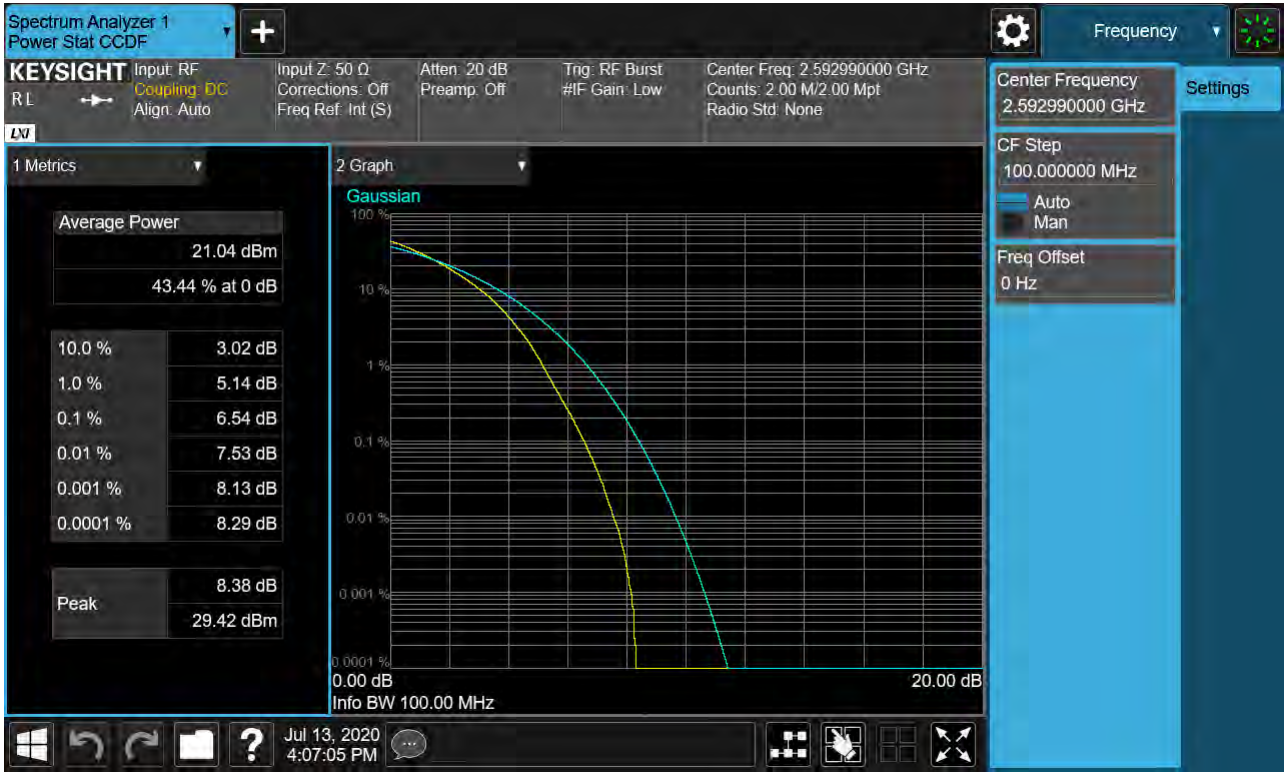 Spectrum Analyzer 1
Power Stat CCDF
+
Frequency
KEYSIGHT
RL
LXI
Input: RF
Coupling: DC
Align: Auto
Input Z: 50 Ω
Corrections: Off
Freq Ref: Int (S)
Atten: 20 dB
Preamp: Off
Trig: RF Burst
#IF Gain: Low
Center Freq: 2.592990000 GHz
Counts: 2.00 M/2.00 Mpt
Radio Std: None
Center Frequency
2.592990000 GHz
Settings
CF Step
100.000000 MHz
Auto
Man
Freq Offset
0 Hz
1 Metrics
Average Power
21.04 dBm
43.44 % at 0 dB
10.0 % 3.02 dB
1.0 % 5.14 dB
0.1 % 6.54 dB
0.01 % 7.53 dB
0.001 % 8.13 dB
0.0001 % 8.29 dB
Peak
8.38 dB
29.42 dBm
2 Graph
Gaussian
100 %
10 %
1 %
0.1 %
0.01 %
0.001 %
0.0001 %
0.00 dB 20.00 dB
Info BW 100.00 MHz
?
Jul 13, 2020
4:07:05 PM